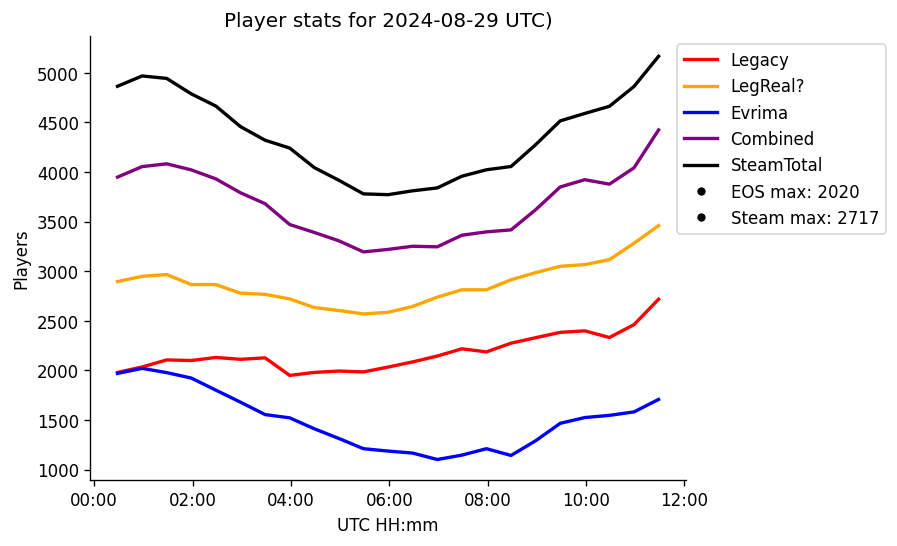 Player stats for 2024-08-29 UTC)
Players
5000
4500
4000
3500
3000
2500
2000
1500
1000
00:00 02:00 04:00 06:00 08:00 10:00 12:00
UTC HH:mm
Legacy
LegReal?
Evrima
Combined
SteamTotal
EOS max: 2020
Steam max: 2717